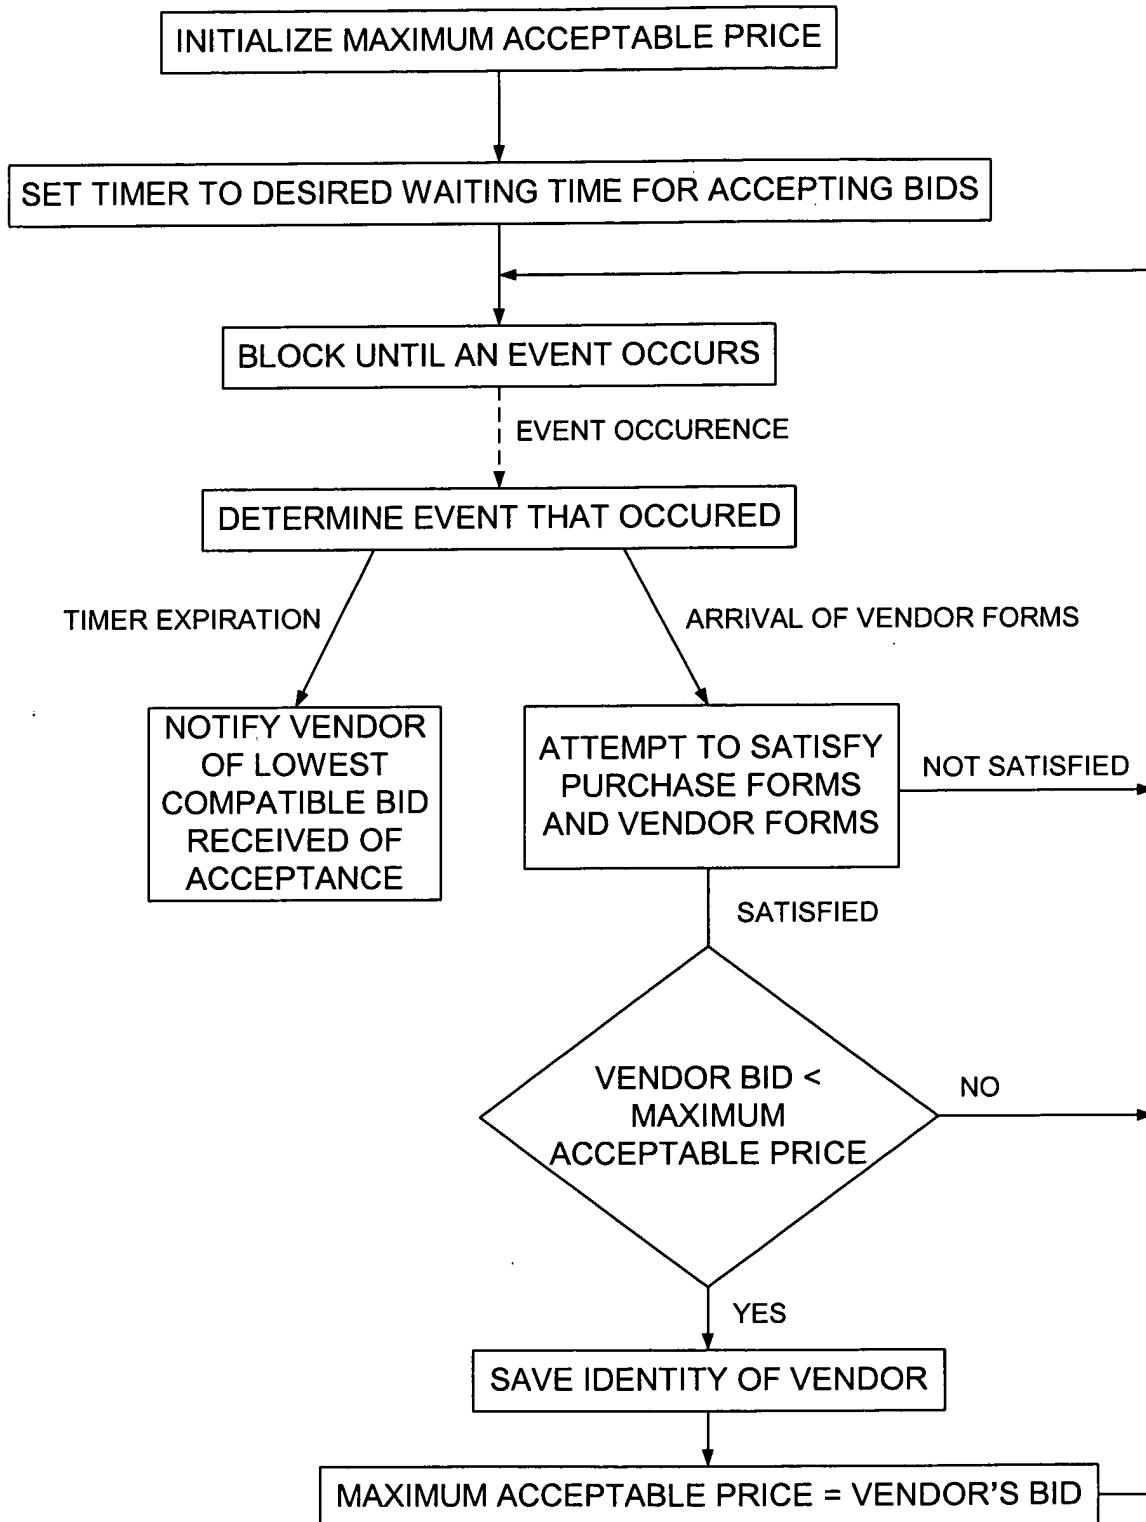 INITIALIZE MAXIMUM ACCEPTABLE PRICE
SET TIMER TO DESIRED WAITING TIME FOR ACCEPTING BIDS
BLOCK UNTIL AN EVENT OCCURS
EVENT OCCURENCE
DETERMINE EVENT THAT OCCURED
TIMER EXPIRATION
ARRIVAL OF VENDOR FORMS
NOTIFY VENDOR
OF LOWEST
COMPATIBLE BID
RECEIVED OF
ACCEPTANCE
ATTEMPT TO SATISFY
PURCHASE FORMS
AND VENDOR FORMS
NOT SATISFIED
SATISFIED
VENDOR BID <
MAXIMUM
ACCEPTABLE PRICE
NO
YES
SAVE IDENTITY OF VENDOR
MAXIMUM ACCEPTABLE PRICE = VENDOR'S BID